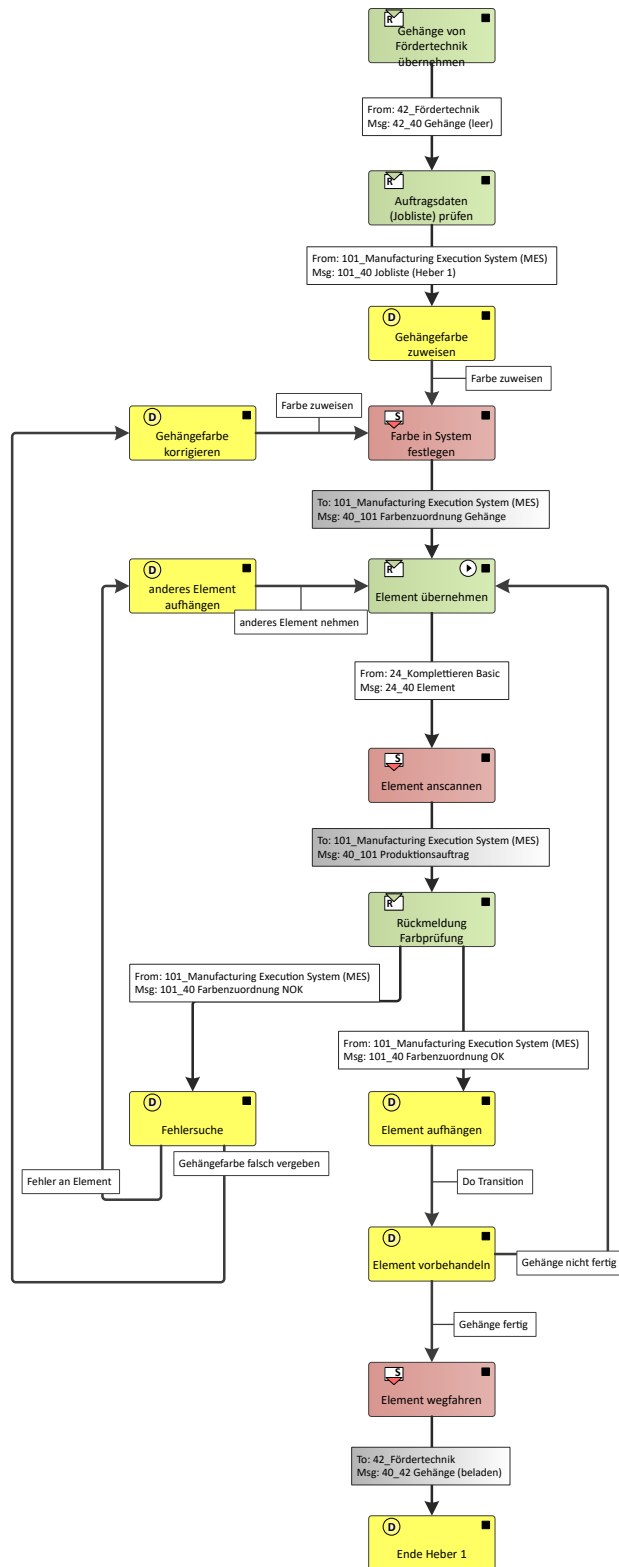 R
Gehänge von
Fördertechnik
übernehmen
From: 42_Fördertechnik
Msg: 42_40 Gehänge (leer)
R
Auftragsdaten
(Jobliste) prüfen
From: 101_Manufacturing Execution System (MES)
Msg: 101_40 Jobliste (Heber 1)
D
Gehängefarbe
zuweisen
Farbe zuweisen
D
Gehängefarbe
korrigieren
Farbe zuweisen
S
Farbe in System
festlegen
To: 101_Manufacturing Execution System (MES)
Msg: 40_101 Farbenzuordnung Gehänge
D
anderes Element
aufhängen
anderes Element nehmen
R
Element übernehmen
From: 24_Komplettieren Basic
Msg: 24_40 Element
S
Element anscannen
To: 101_Manufacturing Execution System (MES)
Msg: 40_101 Produktionsauftrag
R
Rückmeldung
Farbprüfung
From: 101_Manufacturing Execution System (MES)
Msg: 101_40 Farbenzuordnung NOK
From: 101_Manufacturing Execution System (MES)
Msg: 101_40 Farbenzuordnung OK
D
Fehlersuche
D
Element aufhängen
Gehängefarbe falsch vergeben
Fehler an Element
Do Transition
D
Element vorbehandeln
Gehänge nicht fertig
Gehänge fertig
S
Element wegfahren
To: 42_Fördertechnik
Msg: 40_42 Gehänge (beladen)
D
Ende Heber 1